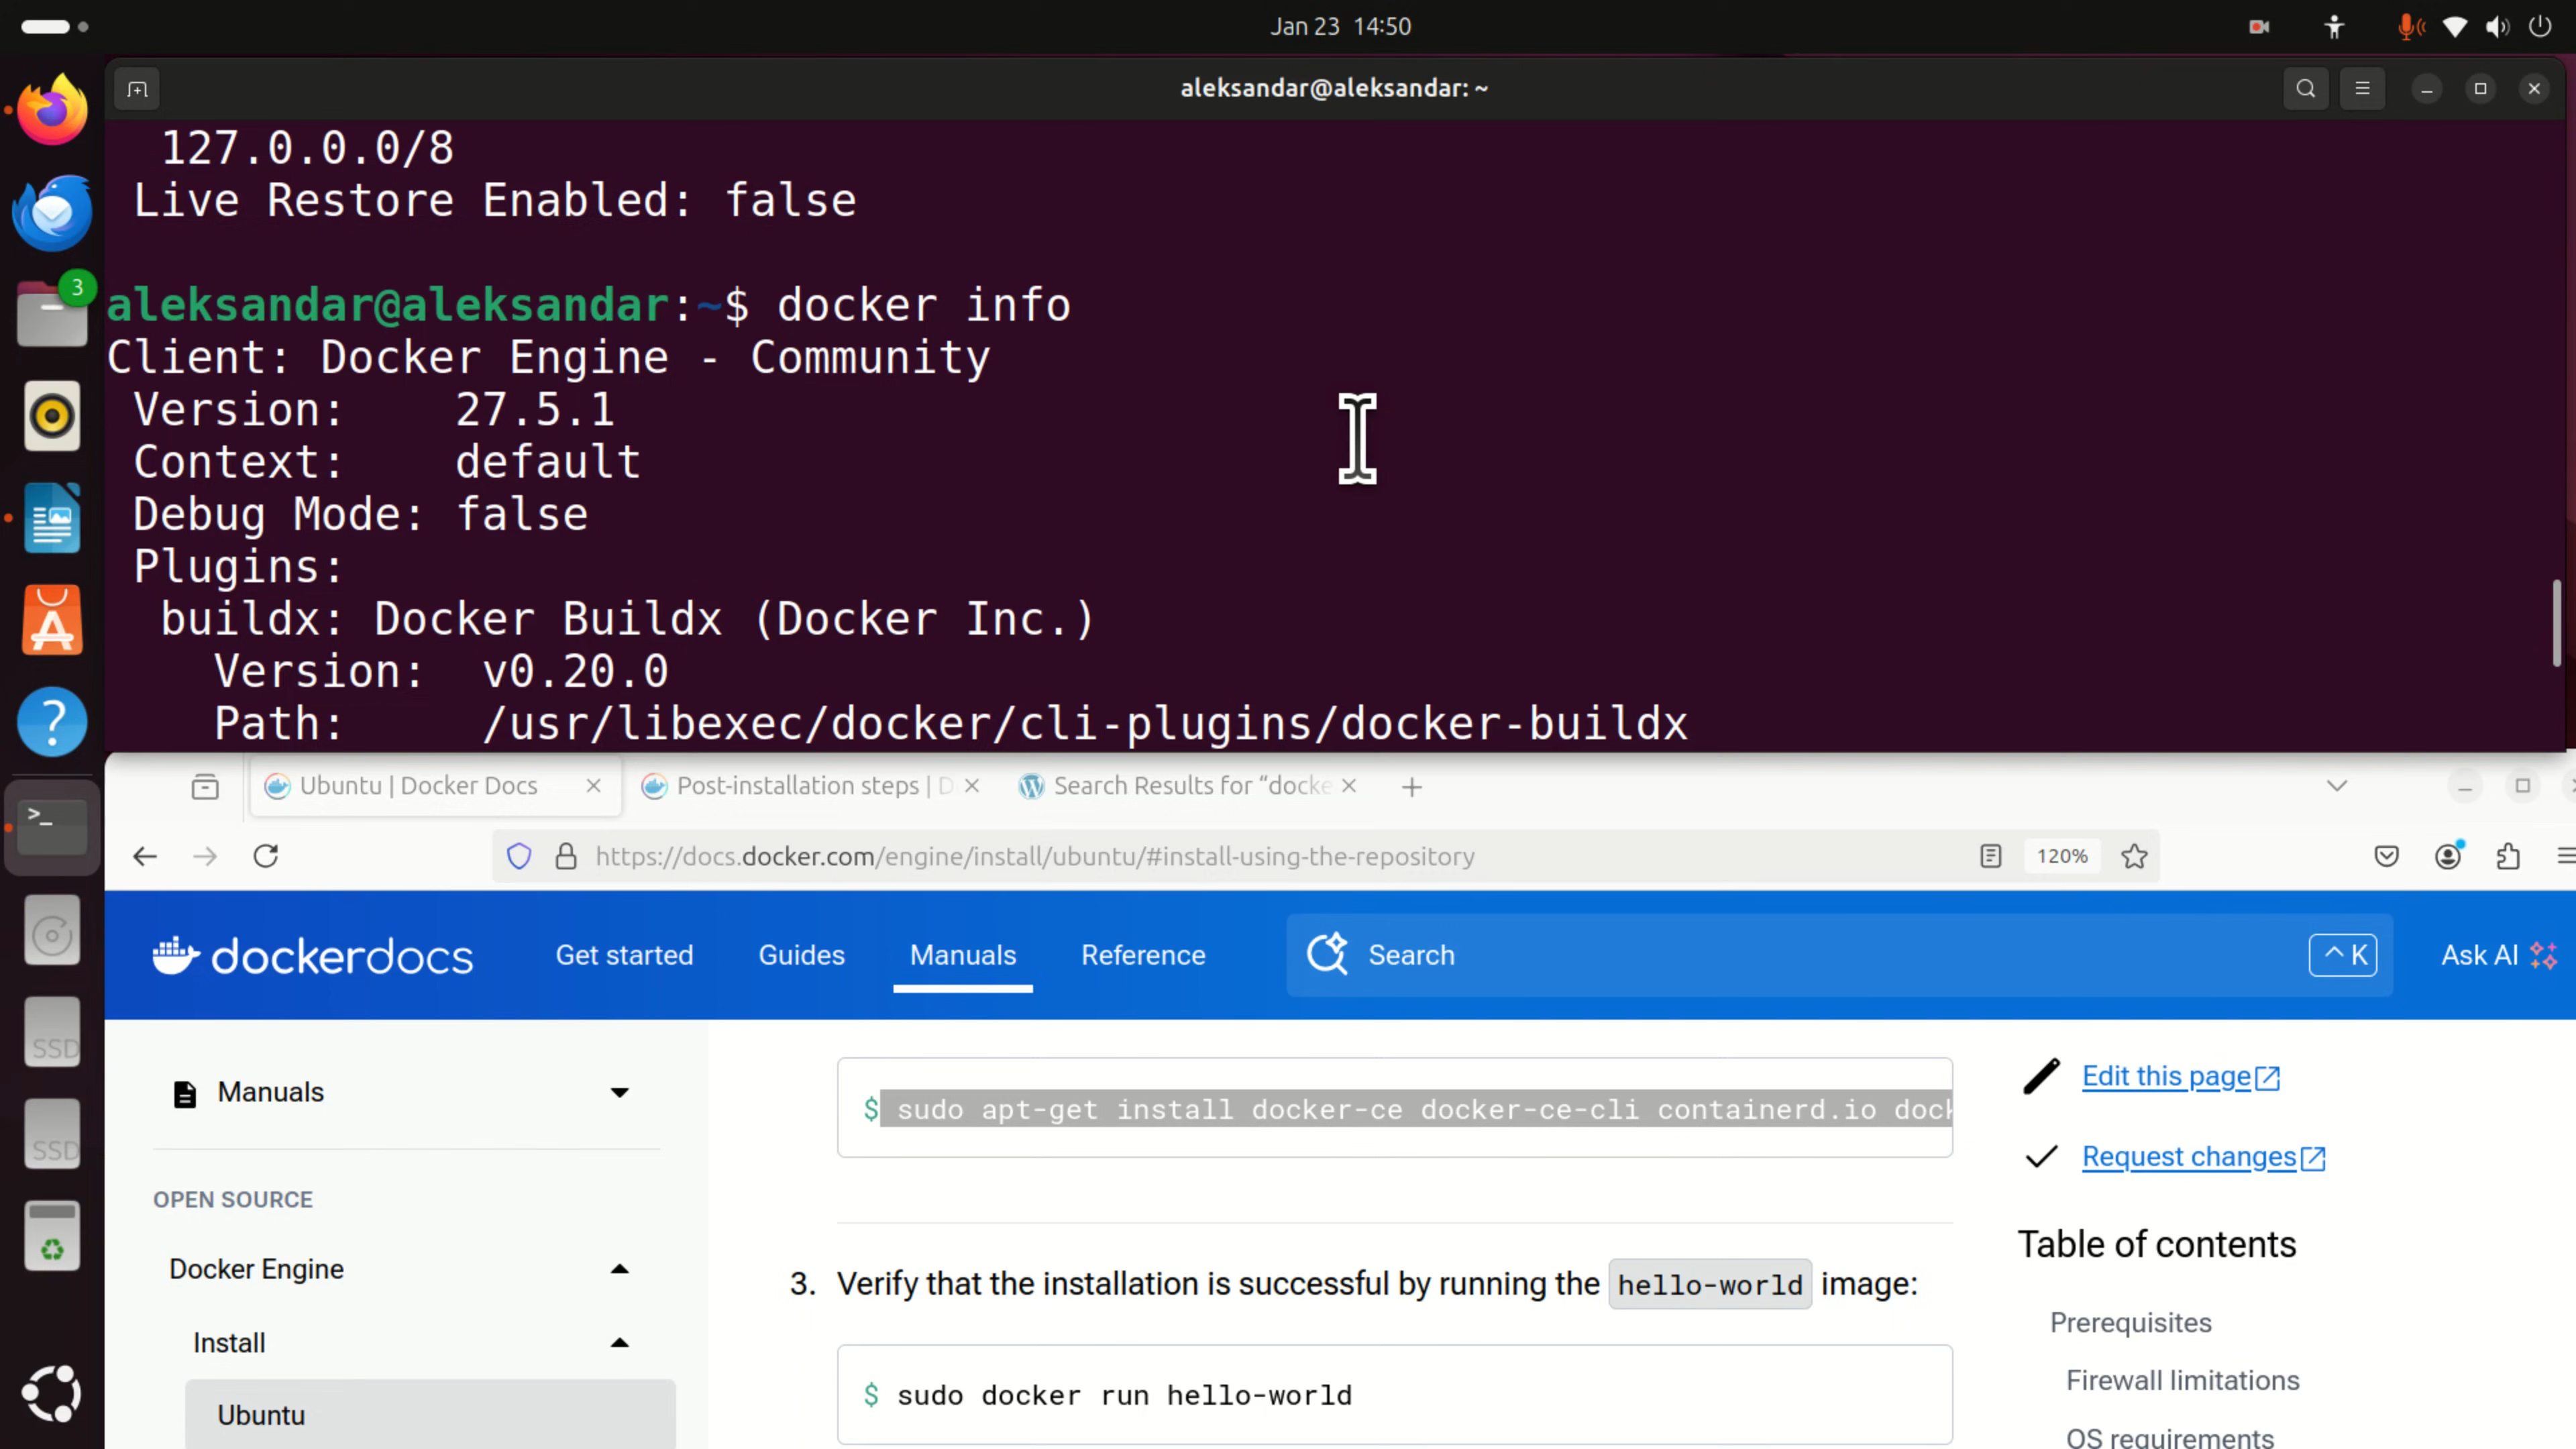 Jan 23 14:50
aleksandar@aleksandar: ~
127.0.0.0/8
Live Restore Enabled: false
aleksandar@aleksandar:~$ docker info
Client: Docker Engine - Community
Version: 27.5.1
Context: default
Debug Mode: false
Plugins:
buildx: Docker Buildx (Docker Inc.)
Version: v0.20.0
Path: /usr/libexec/docker/cli-plugins/docker-buildx
3
SSD
SSD
Ubuntu | Docker Docs
Post-installation steps | D
Search Results for “docke
https://docs.docker.com/engine/install/ubuntu/#install-using-the-repository
120%
dockerdocs
Get started
Guides
Manuals
Reference
Search
^ K
Ask AI
Manuals
OPEN SOURCE
Docker Engine
Install
Ubuntu
$ sudo apt-get install docker-ce docker-ce-cli containerd.io dock
3. Verify that the installation is successful by running the hello-world image:
$ sudo docker run hello-world
Edit this page
Request changes
Table of contents
Prerequisites
Firewall limitations
OS requirements